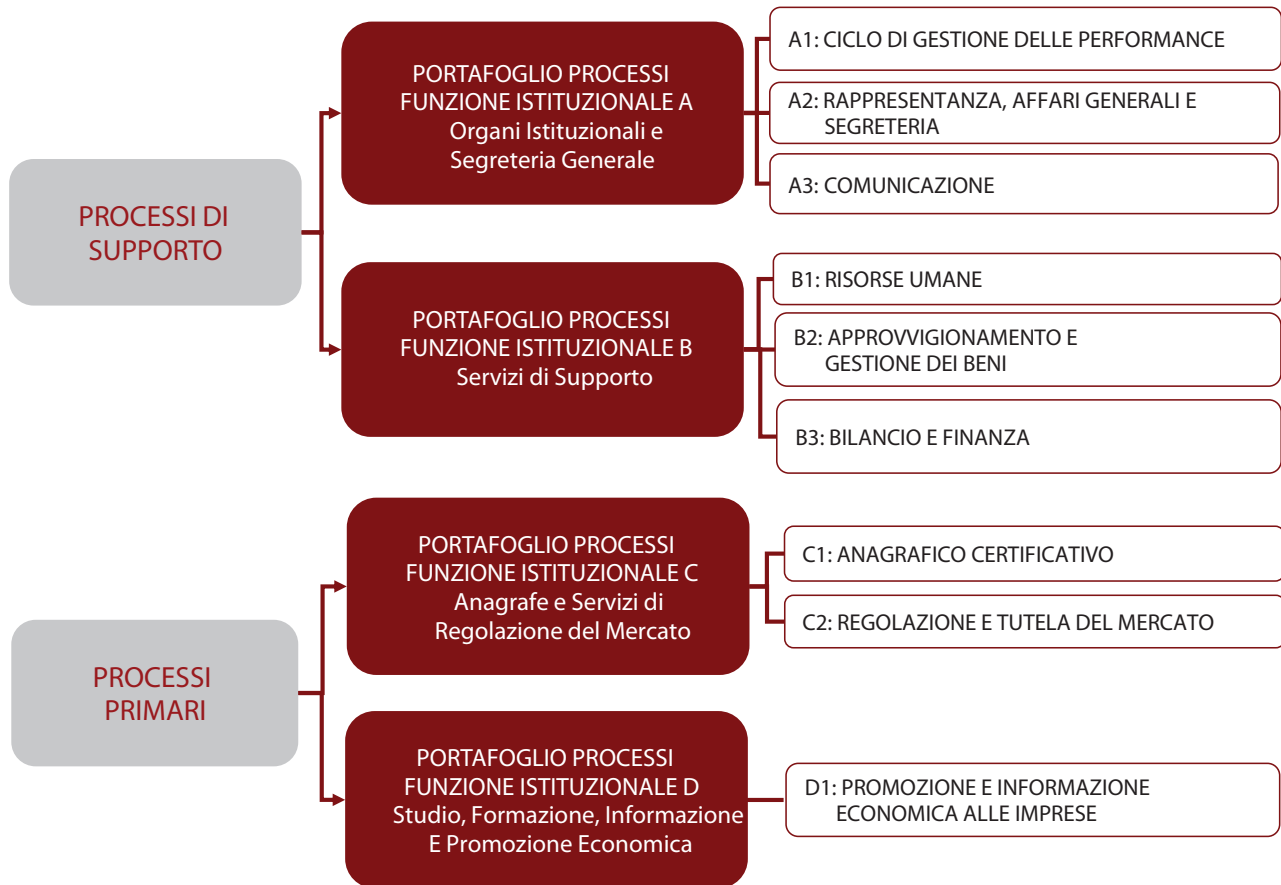 PROCESSI DI
SUPPORTO
PORTAFOGLIO PROCESSI
FUNZIONE ISTITUZIONALE A
Organi Istituzionali e
Segreteria Generale
A1: CICLO DI GESTIONE DELLE PERFORMANCE
A2: RAPPRESENTANZA, AFFARI GENERALI E
SEGRETERIA
A3: COMUNICAZIONE
PORTAFOGLIO PROCESSI
FUNZIONE ISTITUZIONALE B
Servizi di Supporto
B1: RISORSE UMANE
B2: APPROVVIGIONAMENTO E
GESTIONE DEI BENI
B3: BILANCIO E FINANZA
PROCESSI
PRIMARI
PORTAFOGLIO PROCESSI
FUNZIONE ISTITUZIONALE C
Anagrafe e Servizi di
Regolazione del Mercato
C1: ANAGRAFICO CERTIFICATIVO
C2: REGOLAZIONE E TUTELA DEL MERCATO
PORTAFOGLIO PROCESSI
FUNZIONE ISTITUZIONALE D
Studio, Formazione, Informazione
E Promozione Economica
D1: PROMOZIONE E INFORMAZIONE
ECONOMICA ALLE IMPRESE